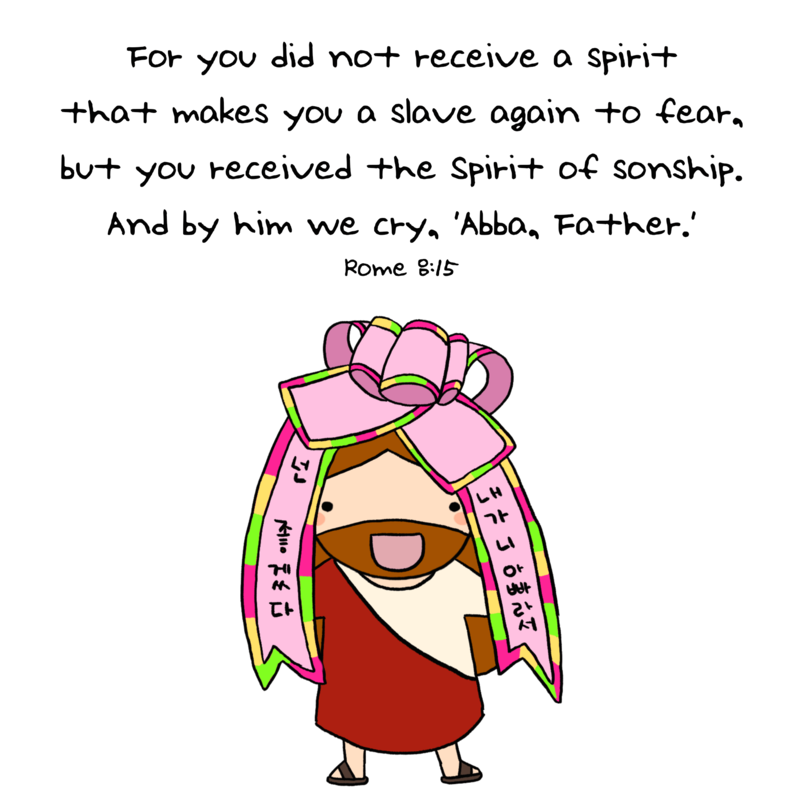 For you did not receive a spirit
that makes you a slave again to fear,
but you received the Spirit of sonship.
And by him we cry, 'Abba, Father.'
Rome 8:15
넌 좋겠다
내가 니 아빠라서